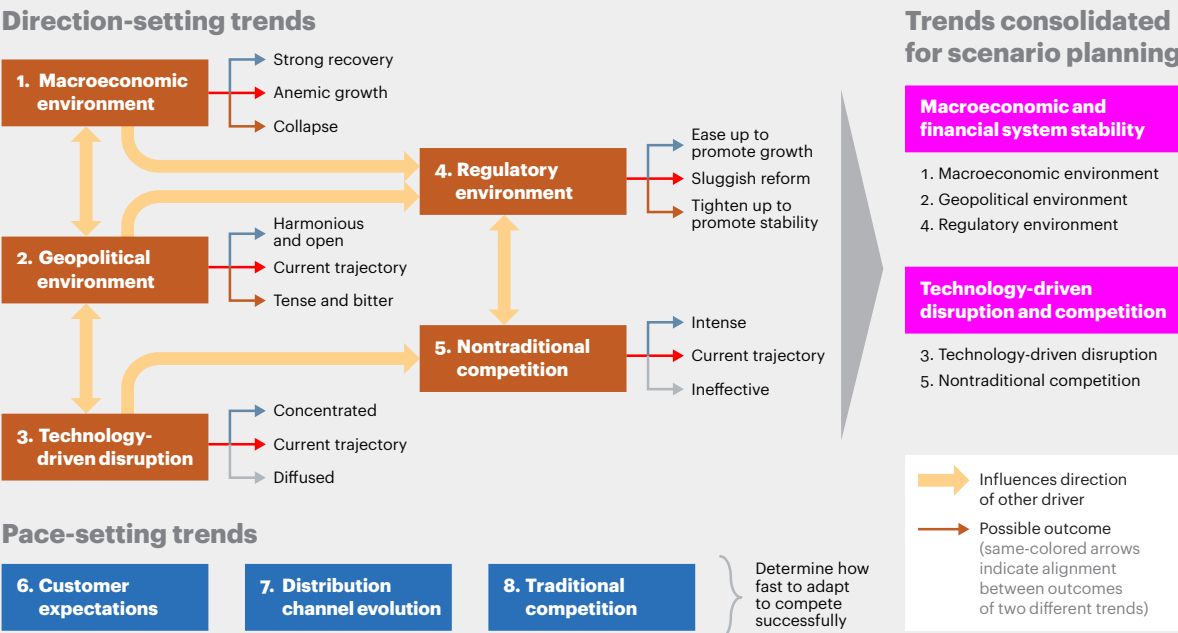 Direction-setting trends
1. Macroeconomic
environment
Strong recovery
Anemic growth
Collapse
2. Geopolitical
environment
Harmonious
and open
Current trajectory
Tense and bitter
3. Technology-
driven disruption
Concentrated
Current trajectory
Diffused
4. Regulatory
environment
Ease up to
promote growth
Sluggish reform
Tighten up to
promote stability
5. Nontraditional
competition
Intense
Current trajectory
Ineffective
Pace-setting trends
6. Customer
expectations
7. Distribution
channel evolution
8. Traditional
competition
Determine how
fast to adapt
to compete
successfully
Trends consolidated
for scenario planning
Macroeconomic and
financial system stability
1. Macroeconomic environment
2. Geopolitical environment
4. Regulatory environment
Technology-driven
disruption and competition
3. Technology-driven disruption
5. Nontraditional competition
Influences direction
of other driver
Possible outcome
(same-colored arrows
indicate alignment
between outcomes
of two different trends)